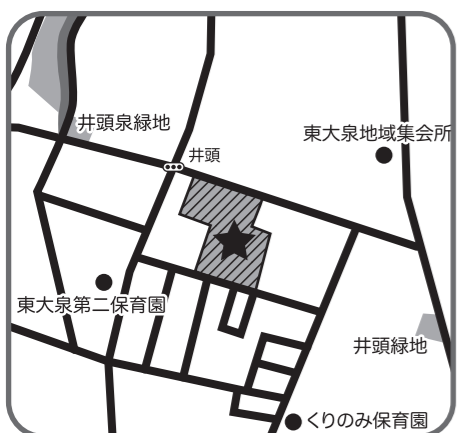 井頭泉緑地
東大泉地域集会所
井頭
東大泉第二保育園
井頭緑地
くりのみ保育園